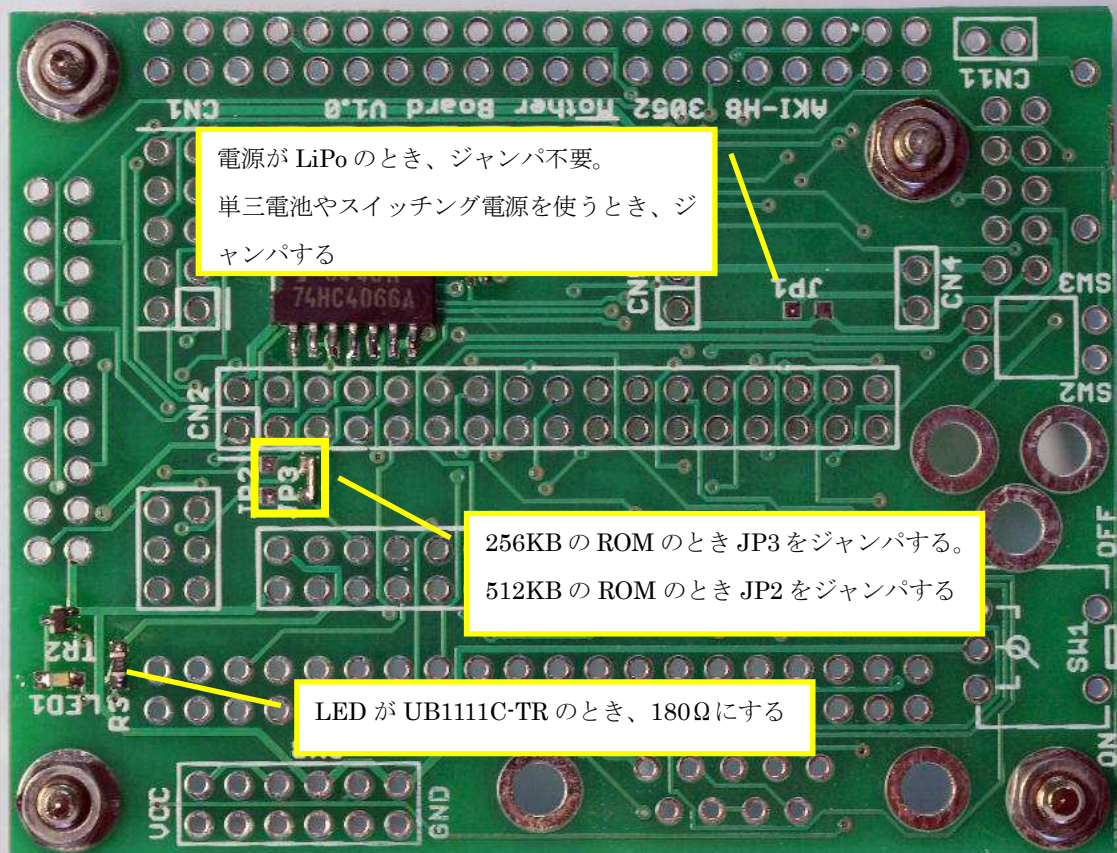 CN11
CN1
AKI-H8 3052 Mother Board V1.0
電源が LiPo のとき、ジャンパ不要。
単三電池やスイッチング電源を使うとき、ジ
ャンパする
74HC4066A
JP1
CN4
SW3
SW2
CN2
JP2
JP3
256KB の ROM のとき JP3 をジャンパする。
512KB の ROM のとき JP2 をジャンパする
OFF
TR2
LED1
R3
SW1
LED が UB1111C-TR のとき、180Ωにする
ON
VCC
GND